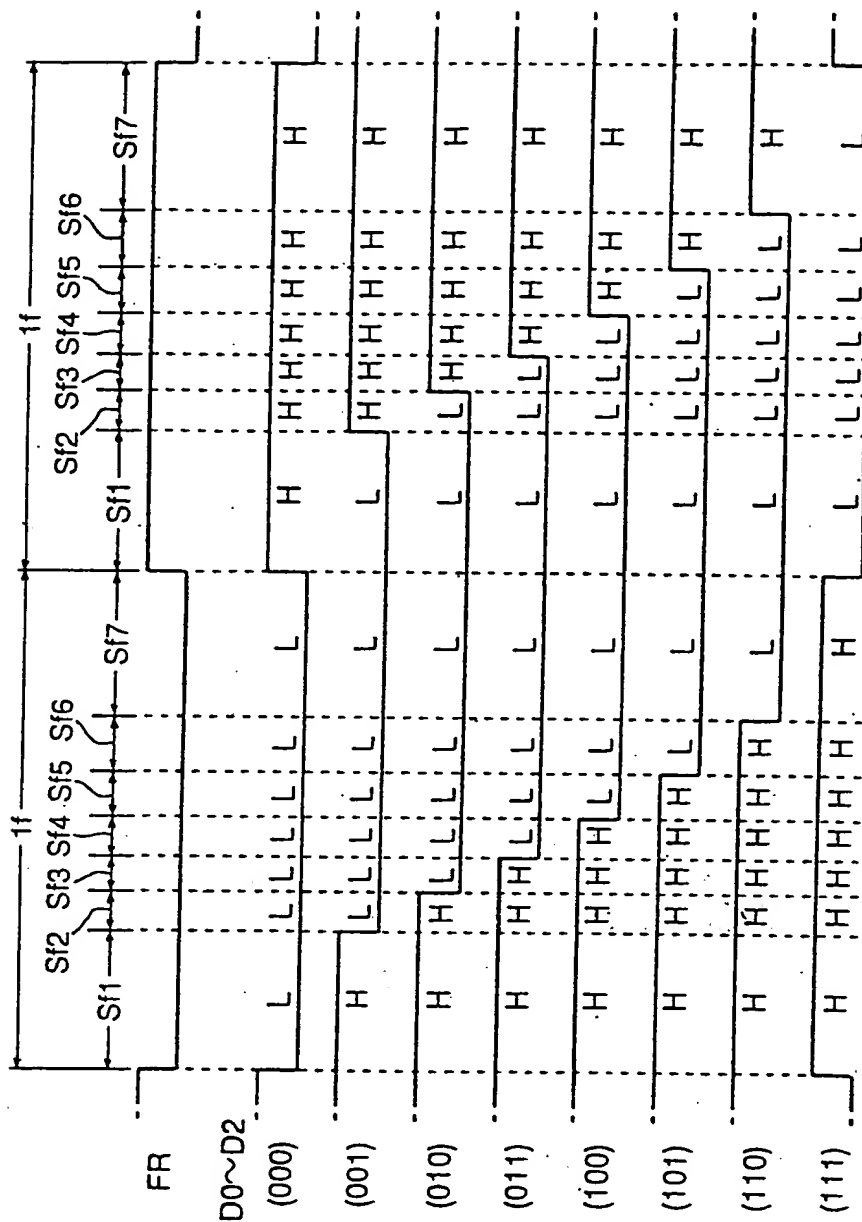 1f 1f
Sf2 Sf3 Sf4 Sf5 Sf6 Sf2 Sf3 Sf4 Sf5 Sf6
Sf1 Sf7 Sf1 Sf7
FR
D0~D2
(000) L L L L L L L H H H H H H H
(001) H L L L L L L L H H H H H H
(010) H H L L L L L L L H H H H H
(011) H H H L L L L L L L H H H H
(100) H H H H L L L L L L L H H H
(101) H H H H H L L L L L L L H H
(110) H H H H H H L L L L L L L H
(111) H H H H H H H L L L L L L L